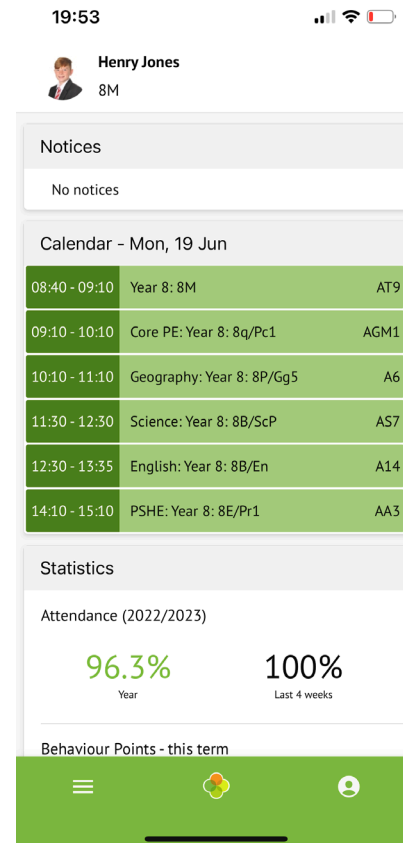 19:53
Henry Jones
8M
Notices
No notices
Calendar - Mon, 19 Jun
08:40 - 09:10 Year 8: 8M AT9
09:10 - 10:10 Core PE: Year 8: 8q/Pc1 AGM1
10:10 - 11:10 Geography: Year 8: 8P/Gg5 A6
11:30 - 12:30 Science: Year 8: 8B/ScP AS7
12:30 - 13:35 English: Year 8: 8B/En A14
14:10 - 15:10 PSHE: Year 8: 8E/Pr1 AA3
Statistics
Attendance (2022/2023)
96.3% 100%
Year Last 4 weeks
Behaviour Points - this term